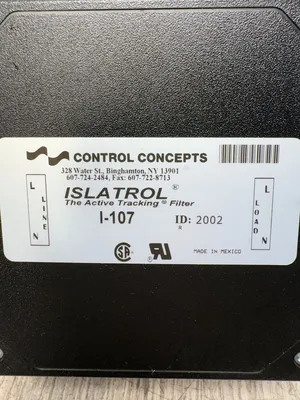 CONTROL CONCEPTS
328 Water St., Binghamton, NY 13901
607-724-2484, Fax: 607-722-8713
ISLATROL®
The Active Tracking® Filter
I-107 ID: 2002
L LINE N
L LOAD N
MADE IN MEXICO